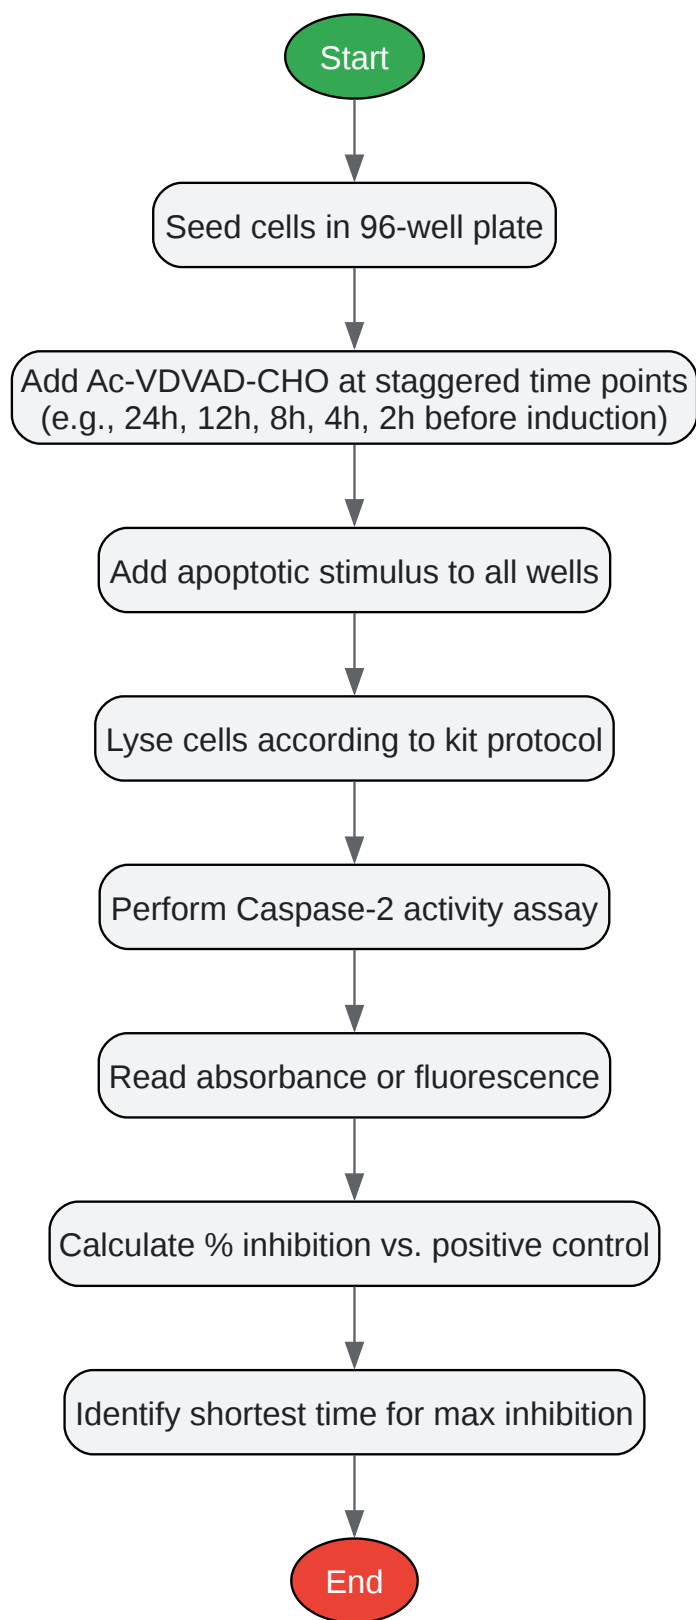 Start
Seed cells in 96-well plate
Add Ac-VDVAD-CHO at staggered time points
(e.g., 24h, 12h, 8h, 4h, 2h before induction)
Add apoptotic stimulus to all wells
Lyse cells according to kit protocol
Perform Caspase-2 activity assay
Read absorbance or fluorescence
Calculate % inhibition vs. positive control
Identify shortest time for max inhibition
End